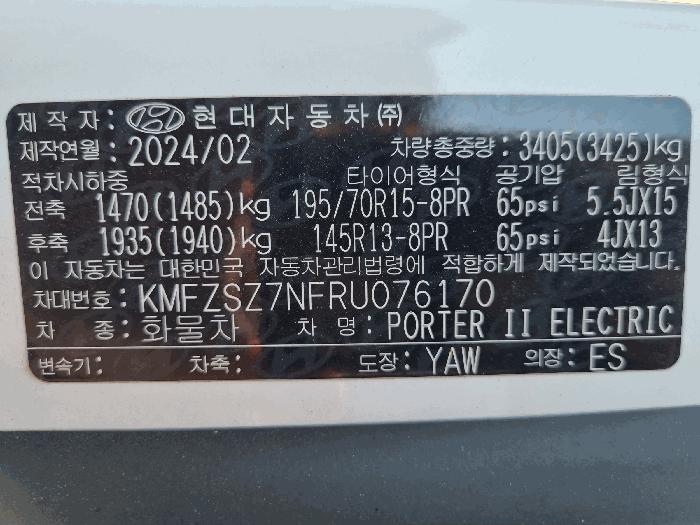 제 작 자 : 현대자동차㈜
제작연월 : 2024/02 차량총중량 : 3405(3425)kg
적차시하중 타이어형식 공기압 림형식
전축 1470(1485)kg 195/70R15-8PR 65psi 5.5JX15
후축 1935(1940)kg 145R13-8PR 65psi 4JX13
이 자동차는 대한민국 자동차관리법령에 적합하게 제작되었습니다.
차대번호 : KMFZSZ7NFRU076170
차 종 : 화물차 차 명 : PORTER II ELECTRIC
변속기 : 차축 : 도장 : YAW 의장 : ES